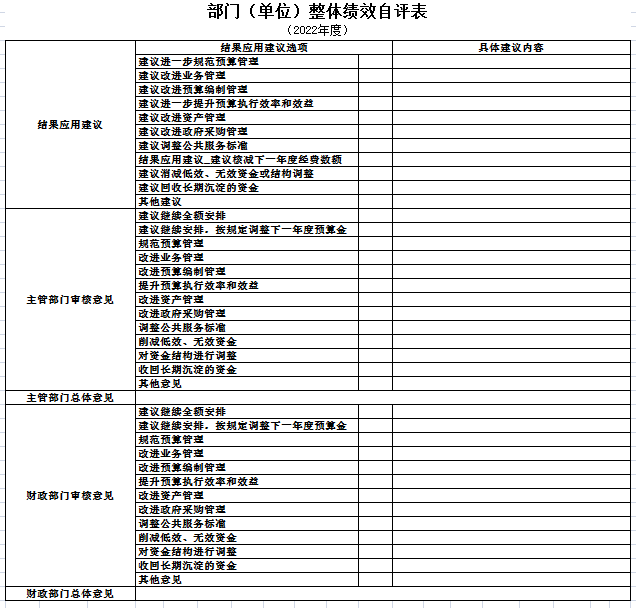 部门（单位）整体绩效自评表
（2022年度）
结果应用建议选项 具体建议内容
结果应用建议
建议进一步规范预算管理
建议改进业务管理
建议改进预算编制管理
建议进一步提升预算执行效率和效益
建议改进资产管理
建议改进政府采购管理
建议调整公共服务标准
结果应用建议_建议核减下一年度经费数额
建议消减低效、无效资金或结构调整
建议回收长期沉淀的资金
其他建议
主管部门审核意见
建议继续全额安排
建议继续安排，按规定调整下一年度预算金
规范预算管理
改进业务管理
改进预算编制管理
提升预算执行效率和效益
改进资产管理
改进政府采购管理
调整公共服务标准
削减低效、无效资金
对资金结构进行调整
收回长期沉淀的资金
其他意见
主管部门总体意见
财政部门审核意见
建议继续全额安排
建议继续安排，按规定调整下一年度预算金
规范预算管理
改进业务管理
改进预算编制管理
提升预算执行效率和效益
改进资产管理
改进政府采购管理
调整公共服务标准
削减低效、无效资金
对资金结构进行调整
收回长期沉淀的资金
其他意见
财政部门总体意见